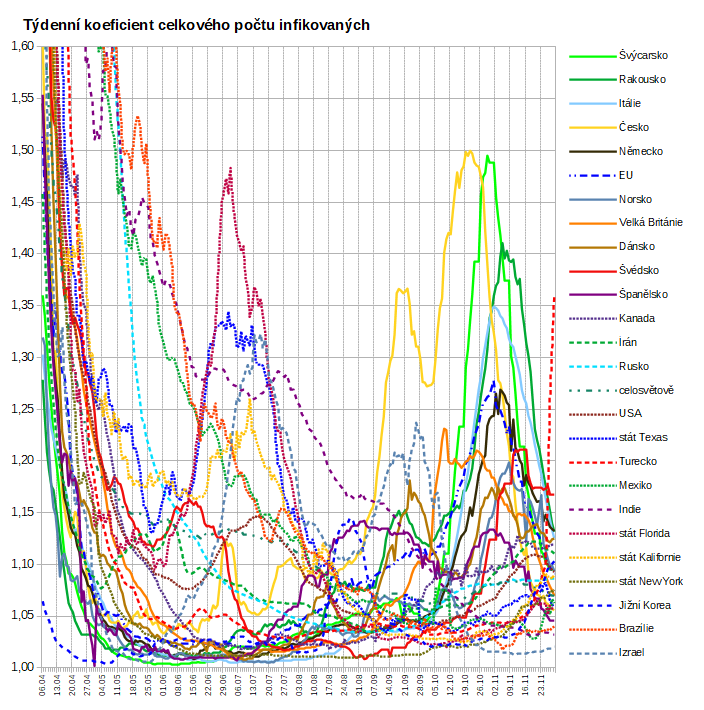 Týdenní koeficient celkového počtu infikovaných
1,60
1,55
1,50
1,45
1,40
1,35
1,30
1,25
1,20
1,15
1,10
1,05
1,00
06.04
13.04
20.04
27.04
04.05
11.05
18.05
25.05
01.06
08.06
15.06
22.06
29.06
06.07
13.07
20.07
27.07
03.08
10.08
17.08
24.08
31.08
07.09
14.09
21.09
28.09
05.10
12.10
19.10
26.10
02.11
09.11
16.11
23.11
Švýcarsko
Rakousko
Itálie
Česko
Německo
EU
Norsko
Velká Británie
Dánsko
Švédsko
Španělsko
Kanada
Írán
Rusko
celosvětově
USA
stát Texas
Turecko
Mexiko
Indie
stát Florida
stát Kalifornie
stát NewYork
Jižní Korea
Brazílie
Izrael